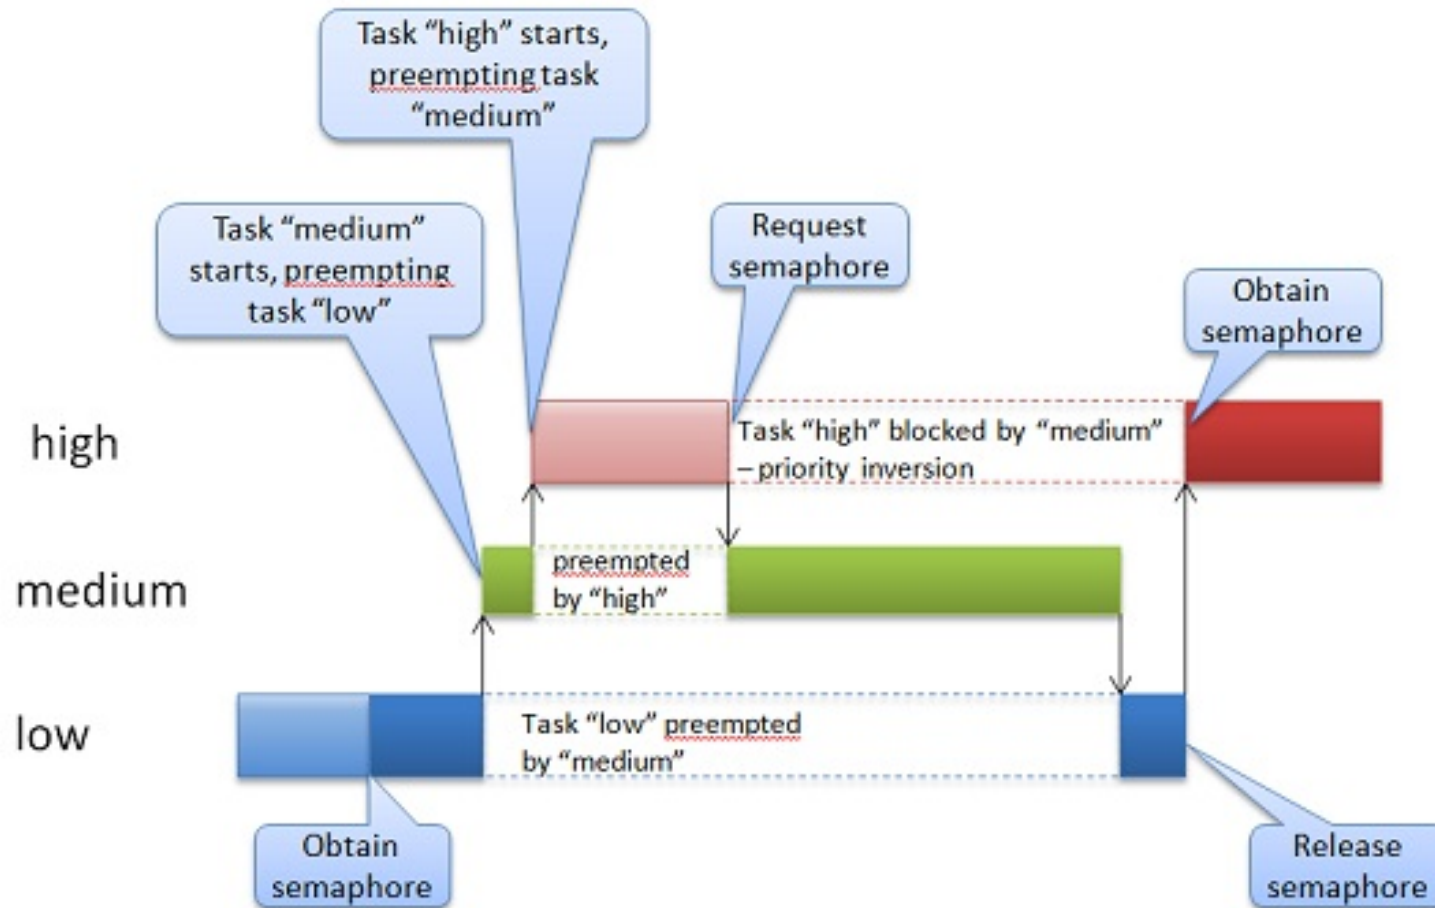 Task “high” starts,
preempting task
“medium”
Task “medium”
starts, preempting
task “low”
Request
semaphore
Obtain
semaphore
high
Task “high” blocked by “medium”
– priority inversion
medium
preempted
by “high”
low
Task “low” preempted
by “medium”
Obtain
semaphore
Release
semaphore